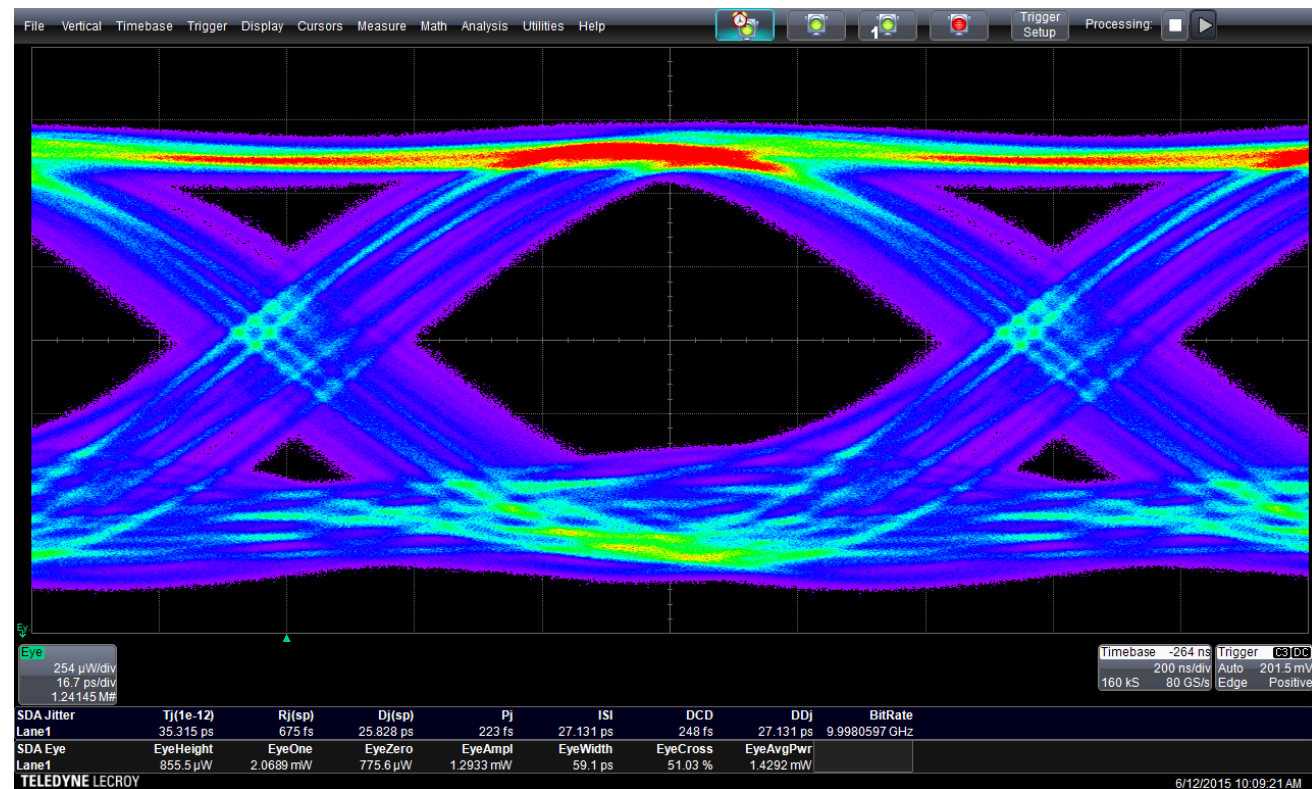 File Vertical Timebase Trigger Display Cursors Measure Math Analysis Utilities Help 1 Trigger Setup Processing:
Ey
Eye
254 µW/div
16.7 ps/div
1.24145 M#
Timebase -264 ns
200 ns/div
160 kS 80 GS/s
Trigger C3 DC
Auto 201.5 mV
Edge Positive
SDA Jitter Tj(1e-12) Rj(sp) Dj(sp) Pj ISI DCD DDj BitRate
Lane1 35.315 ps 675 fs 25.828 ps 223 fs 27.131 ps 248 fs 27.131 ps 9.9980597 GHz
SDA Eye EyeHeight EyeOne EyeZero EyeAmpl EyeWidth EyeCross EyeAvgPwr
Lane1 855.5 µW 2.0689 mW 775.6 µW 1.2933 mW 59.1 ps 51.03 % 1.4292 mW
TELEDYNE LECROY 6/12/2015 10:09:21 AM